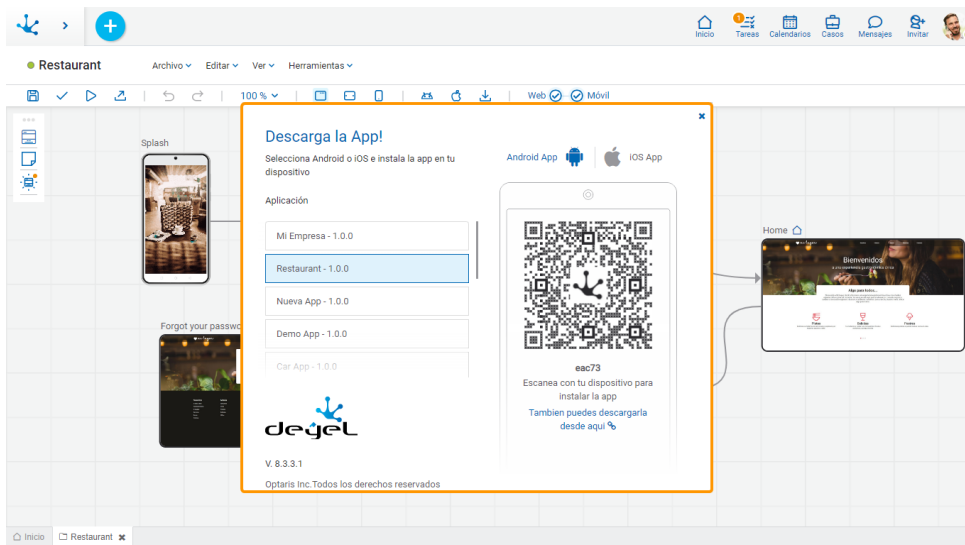 1
Inicio
Tareas
Calendarios
Casos
Mensajes
Invitar
Restaurant
Archivo
Editar
Ver
Herramientas
100 %
Web
Móvil
Splash
Forgot your passwo
Descarga la App!
Selecciona Android o iOS e instala la app en tu
dispositivo
Aplicación
Mi Empresa - 1.0.0
Restaurant - 1.0.0
Nueva App - 1.0.0
Demo App - 1.0.0
Car App - 1.0.0
deyel
V. 8.3.3.1
Optaris Inc.Todos los derechos reservados
Android App
iOS App
eac73
Escanea con tu dispositivo para
instalar la app
Tambien puedes descargarla
desde aqui
Home
Bienvenidos
Inicio
Restaurant